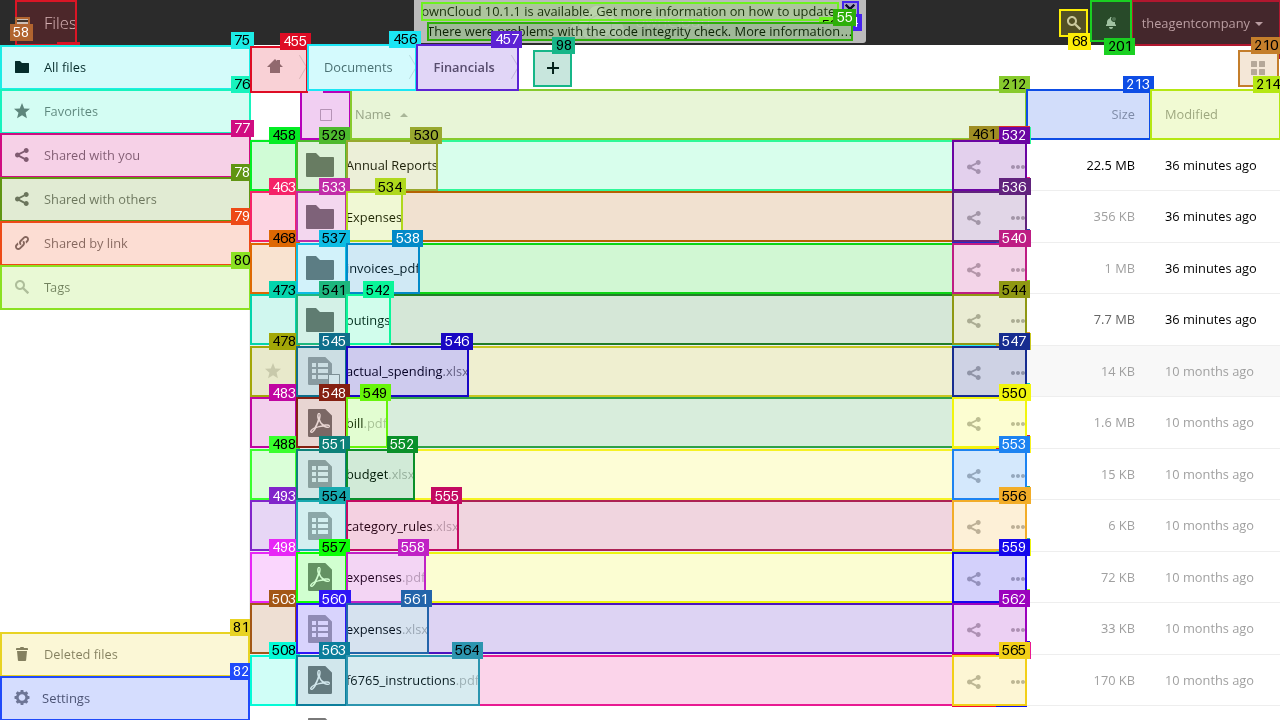 ownCloud 10.1.1 is available. Get more information on how to update
There were problems with the code integrity check. More information...
Files
theagentcompany
58
55
68
201
210
75
455
456
457
98
All files
Documents
Financials
+
76
212
213
214
Favorites
Name
Size
Modified
77
458
529
530
461
532
Shared with you
Annual Reports
22.5 MB
36 minutes ago
78
463
533
534
536
Shared with others
Expenses
356 KB
36 minutes ago
79
468
537
538
540
Shared by link
nvoices_pdf
1 MB
36 minutes ago
80
473
541
542
544
Tags
outings
7.7 MB
36 minutes ago
478
545
546
547
actual_spending.xlsx
14 KB
10 months ago
483
548
549
550
bill.pdf
1.6 MB
10 months ago
488
551
552
553
budget.xlsx
15 KB
10 months ago
493
554
555
556
category_rules.xlsx
6 KB
10 months ago
498
557
558
559
expenses.pdf
72 KB
10 months ago
503
560
561
562
81
expenses.xlsx
33 KB
10 months ago
508
563
564
565
Deleted files
82
f6765_instructions.pdf
170 KB
10 months ago
Settings